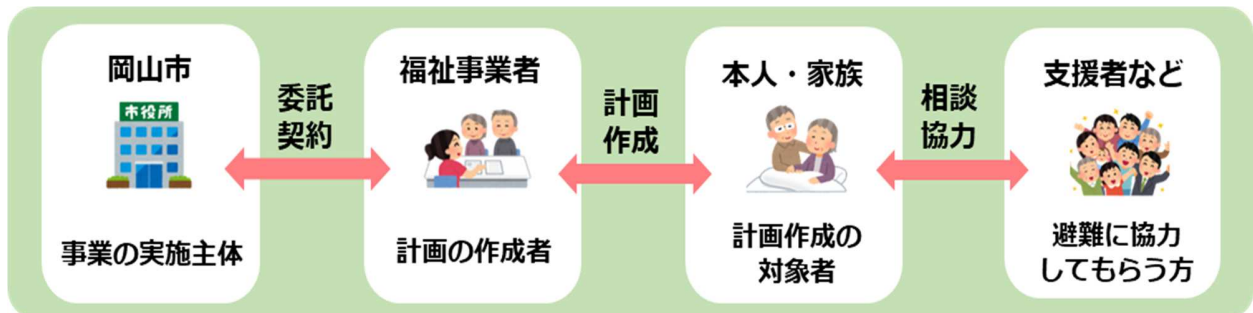 岡山市
市役所
事業の実施主体
委託
契約
福祉事業者
計画の作成者
計画
作成
本人・家族
計画作成の
対象者
相談
協力
支援者など
避難に協力
してもらう方